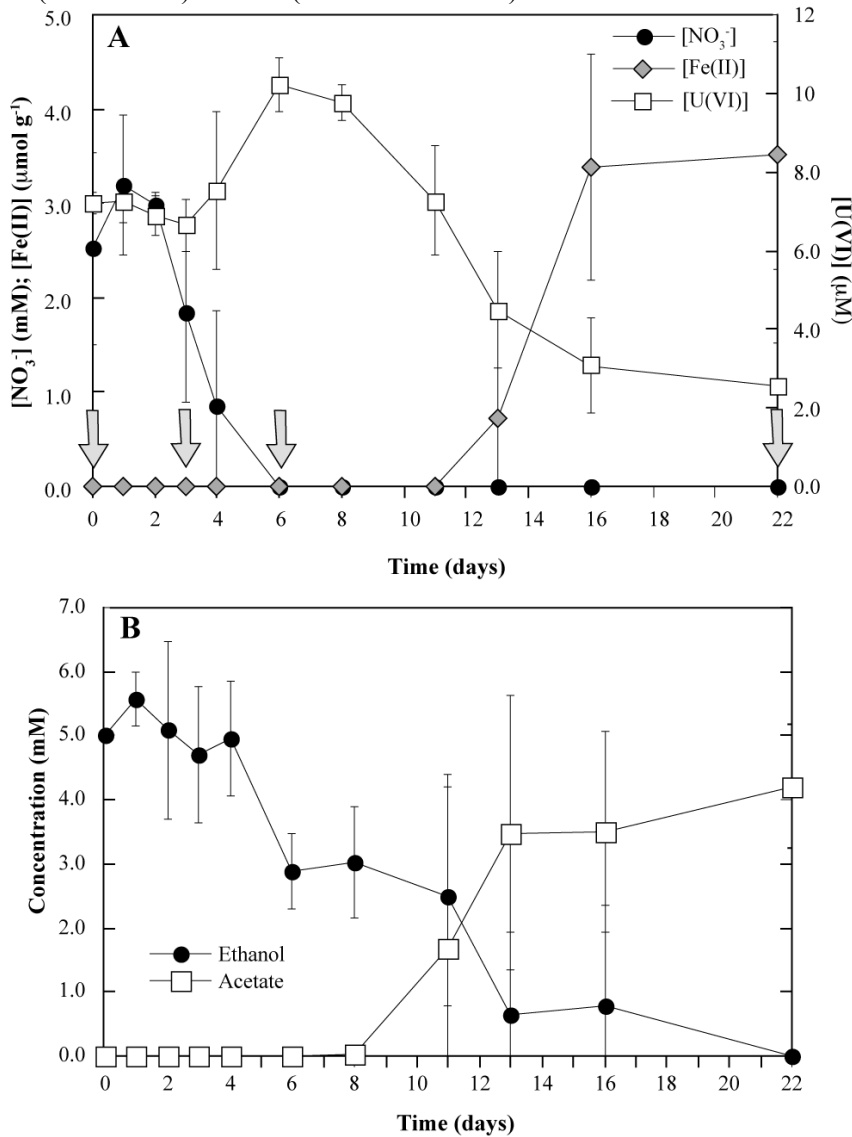 A
[NO₃⁻]
[Fe(II)]
[U(VI)]
[NO₃⁻] (mM); [Fe(II)] (μmol g⁻¹)
5.0
4.0
3.0
2.0
1.0
0.0
[U(VI)] (μM)
12
10
8.0
6.0
4.0
2.0
0.0
0 2 4 6 8 10 12 14 16 18 20 22
Time (days)
B
Concentration (mM)
7.0
6.0
5.0
4.0
3.0
2.0
1.0
0.0
Ethanol
Acetate
0 2 4 6 8 10 12 14 16 18 20 22
Time (days)